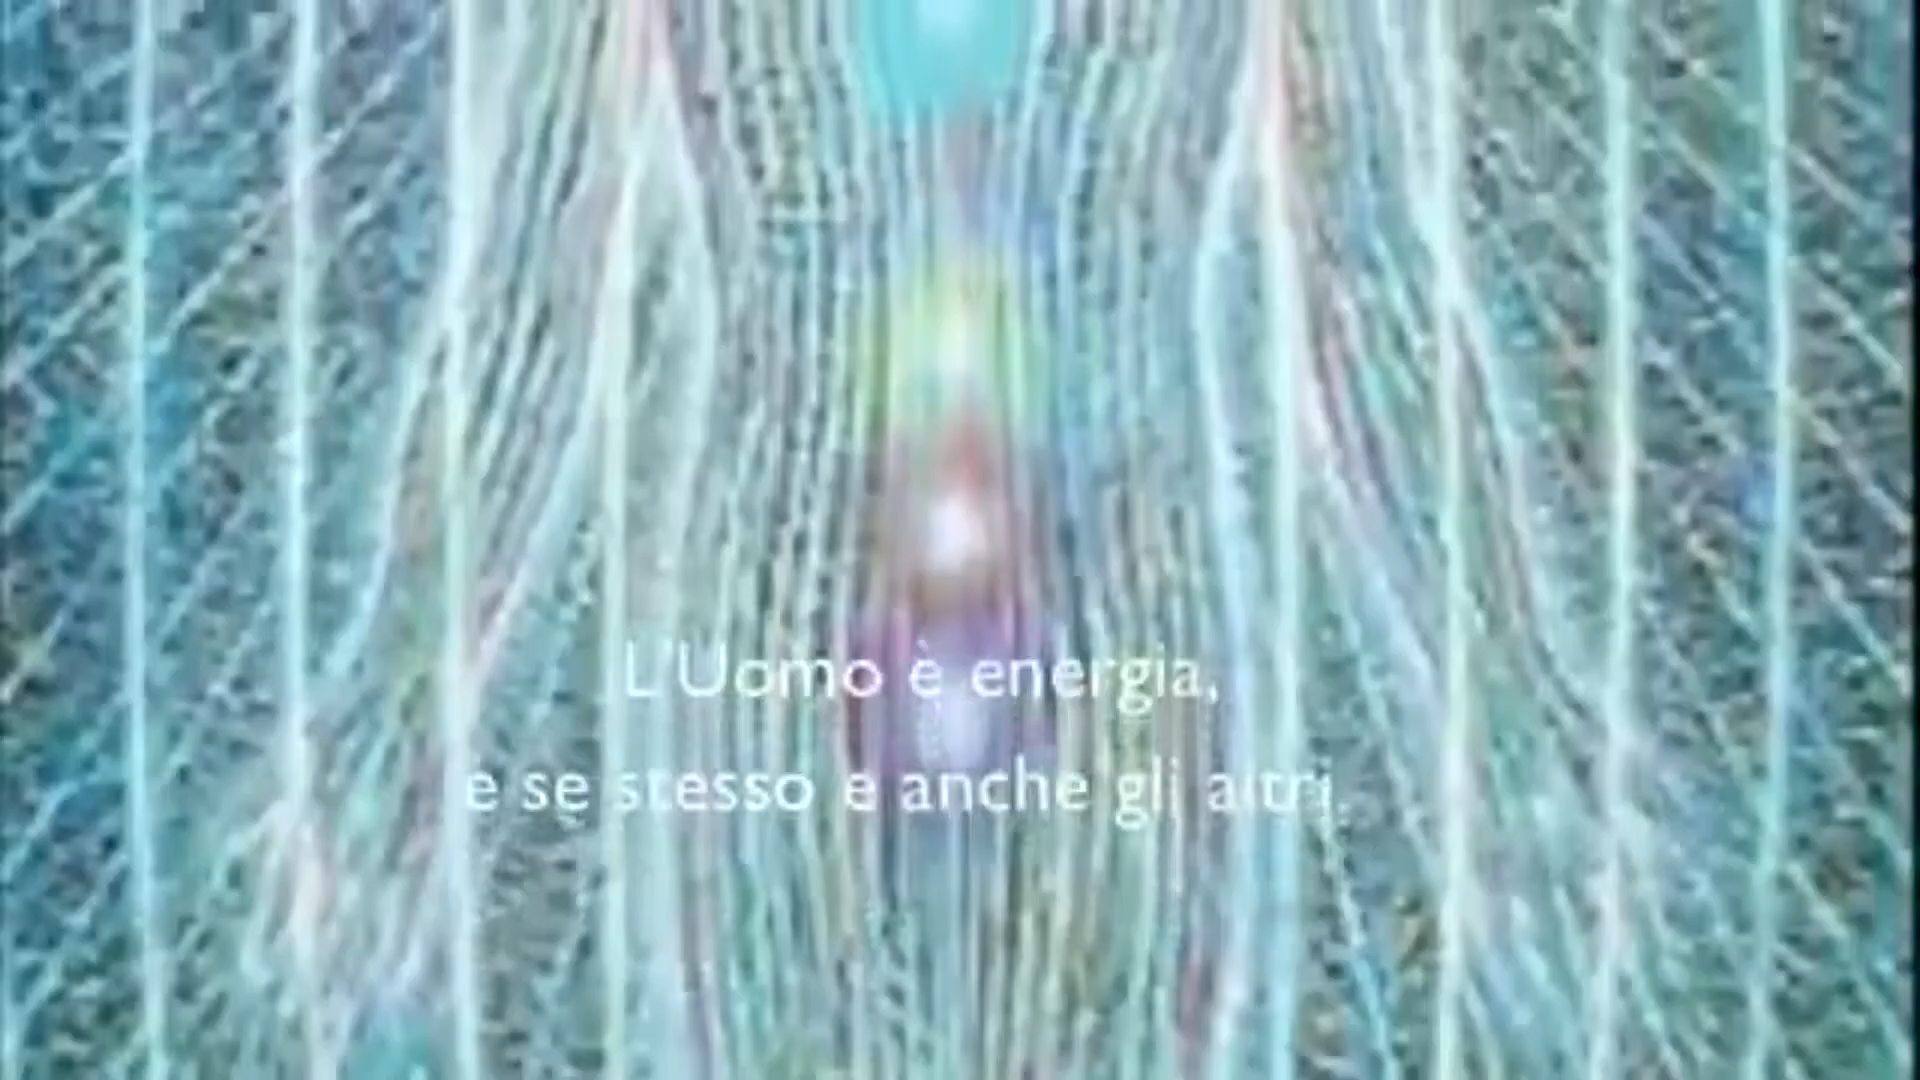 L'Uomo è energia,
e se stesso e anche gli altri.